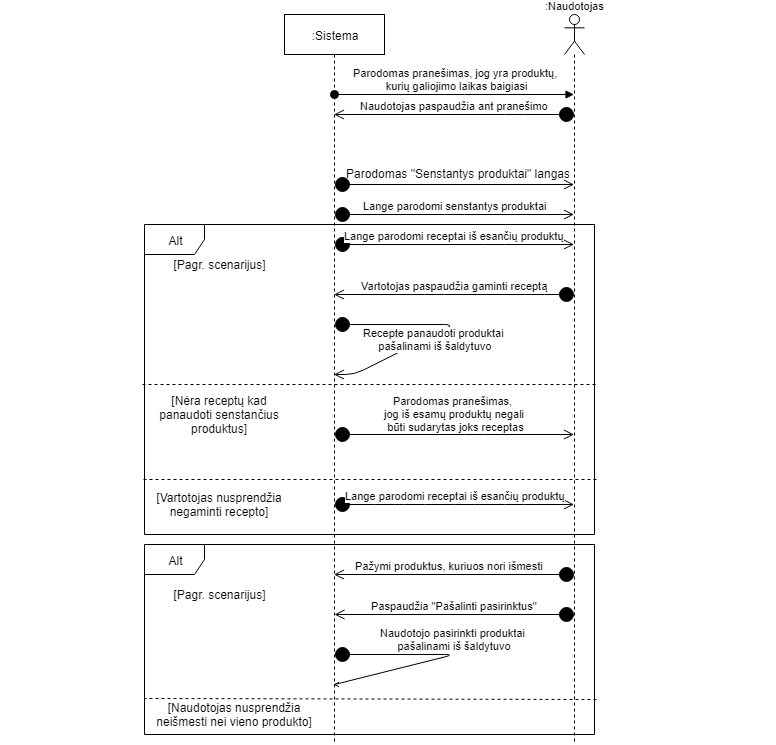 :Naudotojas
:Sistema
Parodomas pranešimas, jog yra produktų,
kurių galiojimo laikas baigiasi
Naudotojas paspaudžia ant pranešimo
Parodomas "Senstantys produktai" langas
Lange parodomi senstantys produktai
Alt
Lange parodomi receptai iš esančių produktų
[Pagr. scenarijus]
Vartotojas paspaudžia gaminti receptą
Recepte panaudoti produktai
pašalinami iš šaldytuvo
[Nėra receptų kad
panaudoti senstančius
produktus]
Parodomas pranešimas,
jog iš esamų produktų negali
būti sudarytas joks receptas
[Vartotojas nusprendžia
negaminti recepto]
Lange parodomi receptai iš esančių produktų
Alt
Pažymi produktus, kuriuos nori išmesti
[Pagr. scenarijus]
Paspaudžia "Pašalinti pasirinktus"
Naudotojo pasirinkti produktai
pašalinami iš šaldytuvo
[Naudotojas nusprendžia
neišmesti nei vieno produkto]